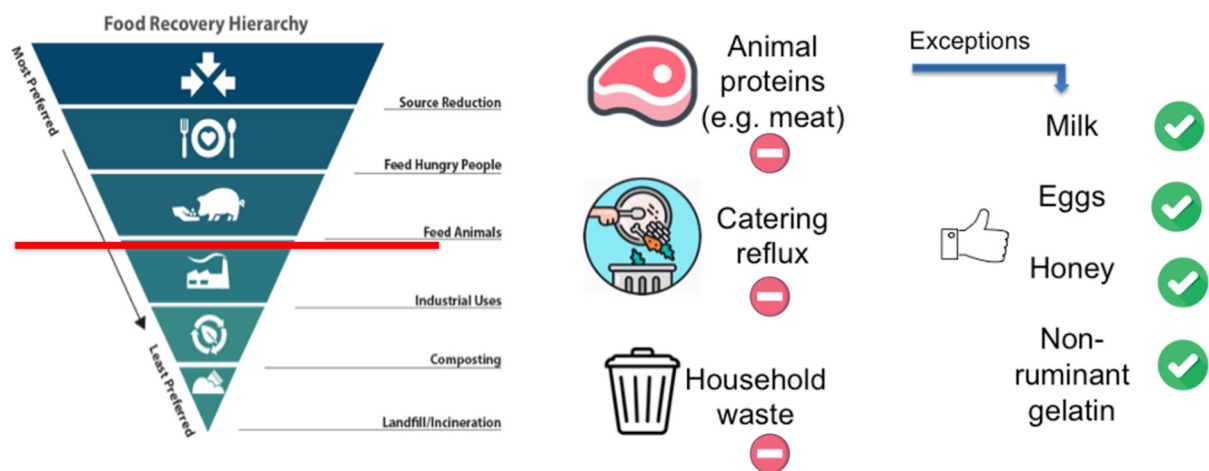 Food Recovery Hierarchy
Most Preferred
Source Reduction
Feed Hungry People
Feed Animals
Industrial Uses
Composting
Least Preferred
Landfill/Incineration
Animal
proteins
(e.g. meat)
Catering
reflux
Household
waste
Exceptions
Milk
Eggs
Honey
Non-
ruminant
gelatin